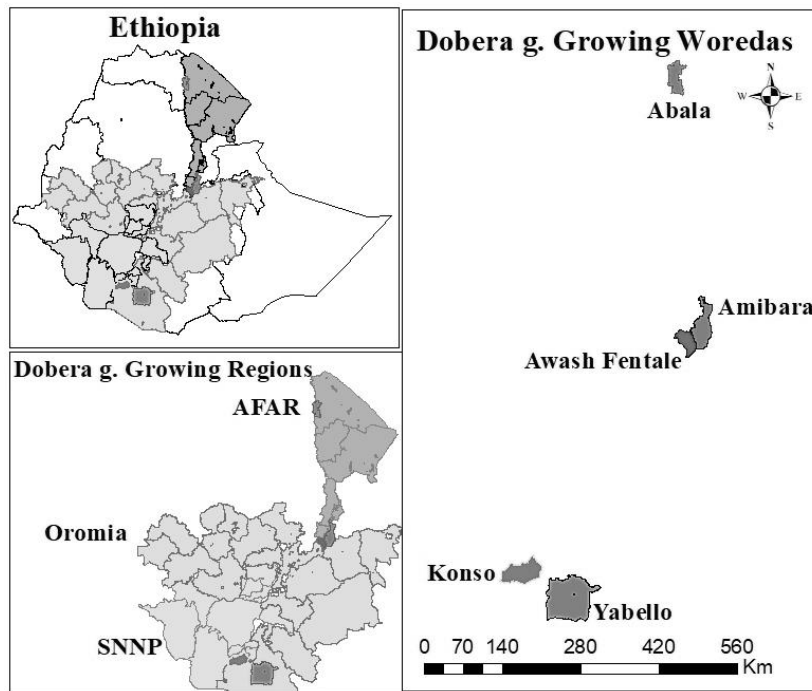 Ethiopia
Dobera g. Growing Regions
AFAR
Oromia
SNNP
Dobera g. Growing Woredas
N
W E
S
Abala
Amibara
Awash Fentale
Konso
Yabello
0 70 140 280 420 560
Km